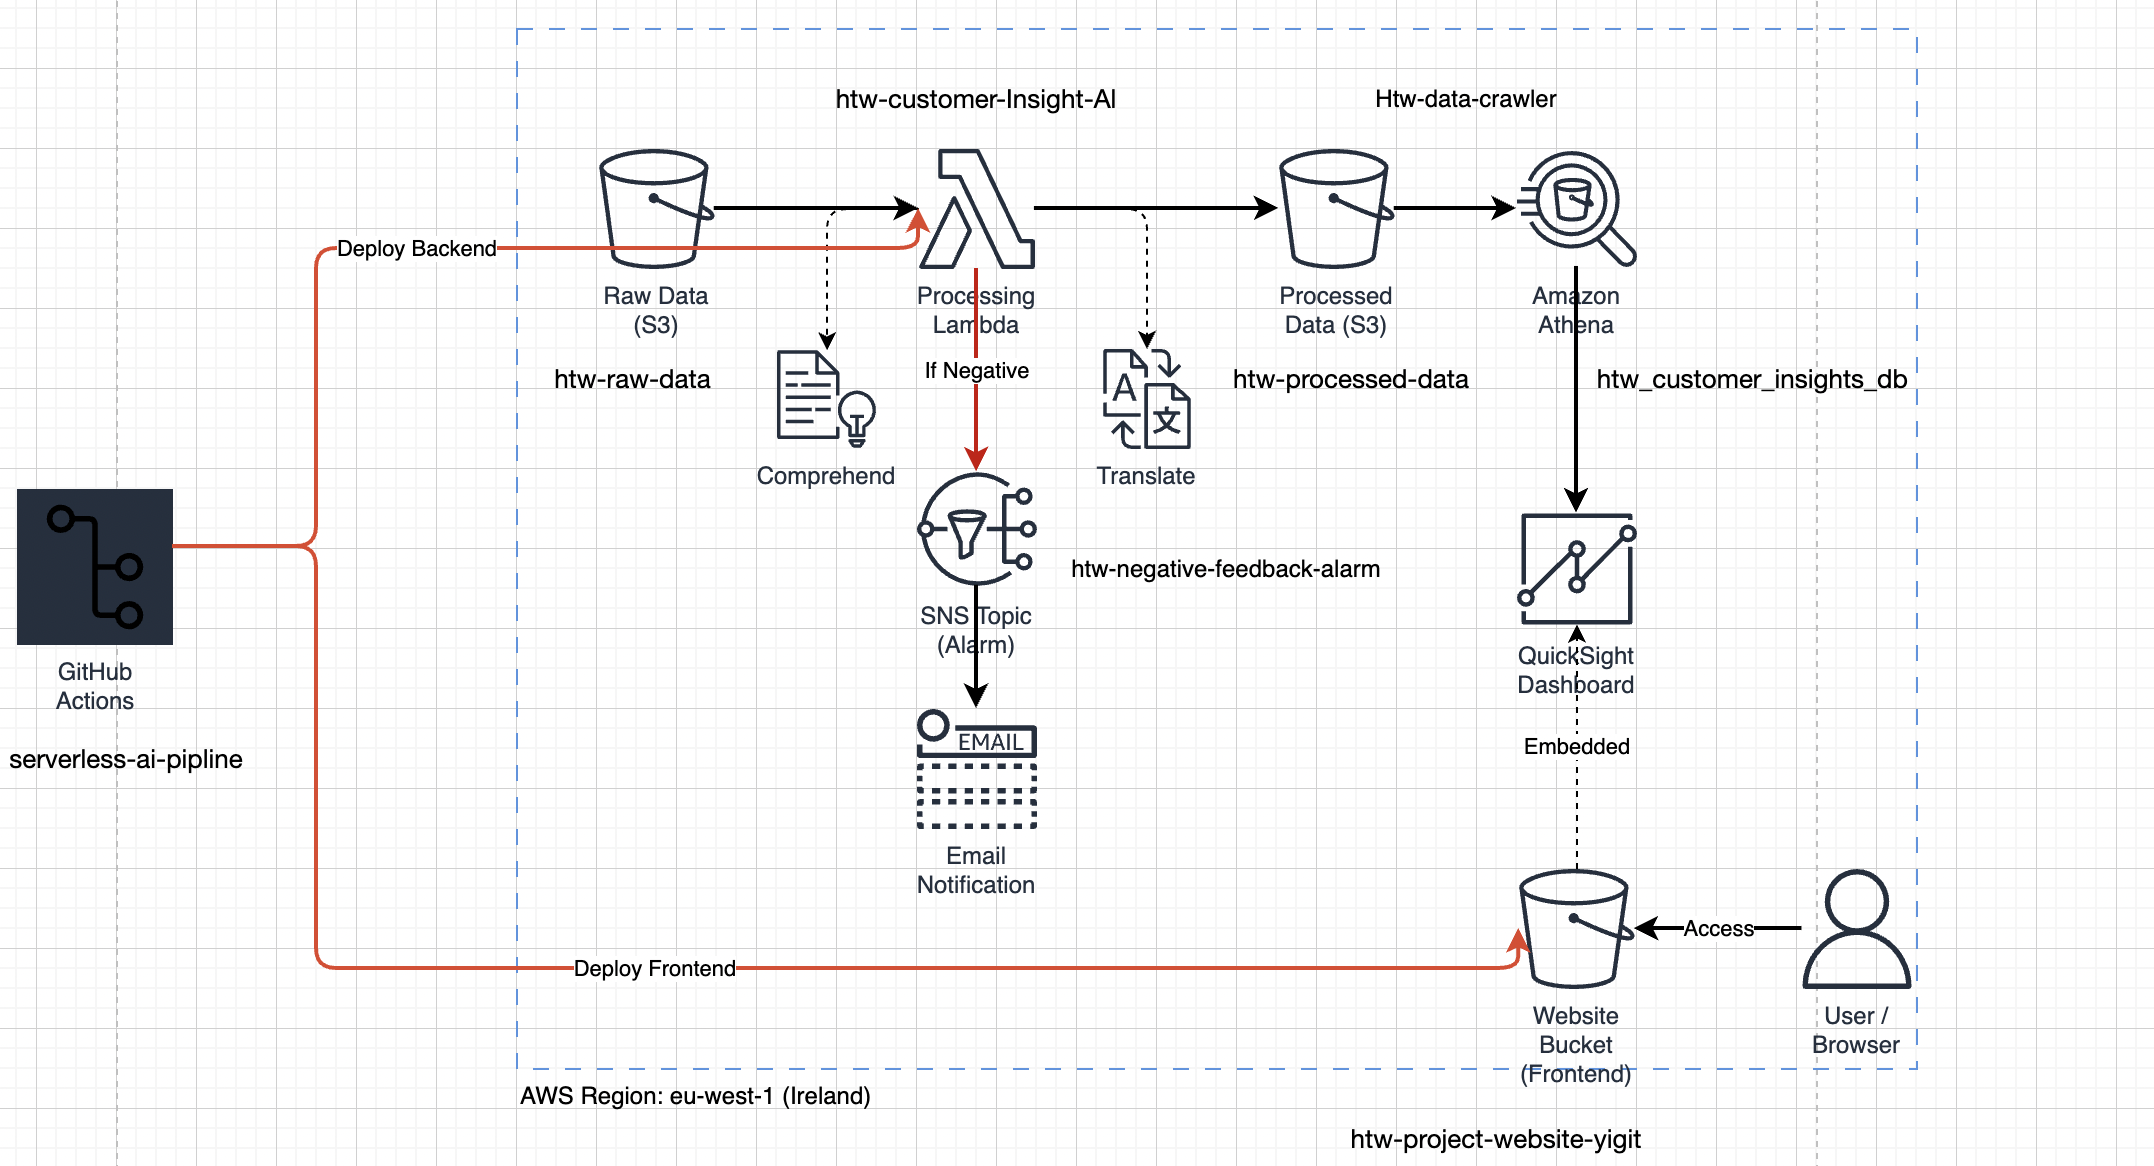 htw-customer-Insight-AI
Htw-data-crawler
Deploy Backend
Raw Data
(S3)
Processing
Lambda
Processed
Data (S3)
Amazon
Athena
htw-raw-data
If Negative
A
文
htw-processed-data
htw_customer_insights_db
Comprehend
Translate
htw-negative-feedback-alarm
SNS Topic
(Alarm)
GitHub
Actions
QuickSight
Dashboard
serverless-ai-pipline
EMAIL
Embedded
Email
Notification
Access
Deploy Frontend
Website
Bucket
(Frontend)
User /
Browser
AWS Region: eu-west-1 (Ireland)
htw-project-website-yigit